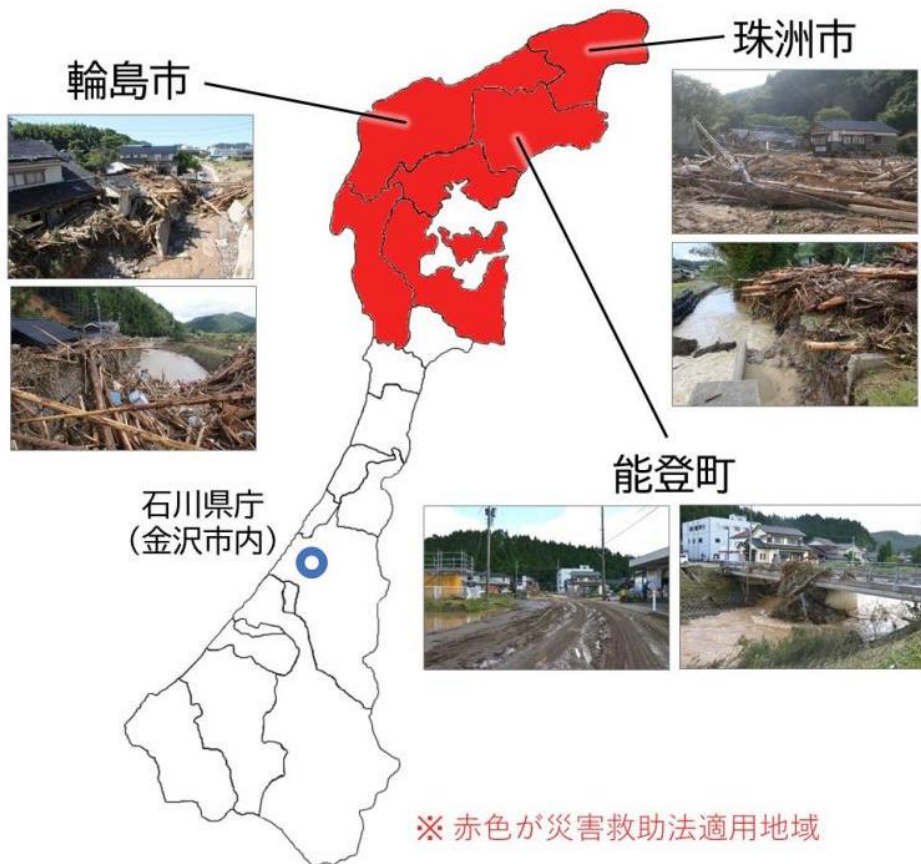 珠洲市
輪島市
能登町
石川県庁
（金沢市内）
※ 赤色が災害救助法適用地域